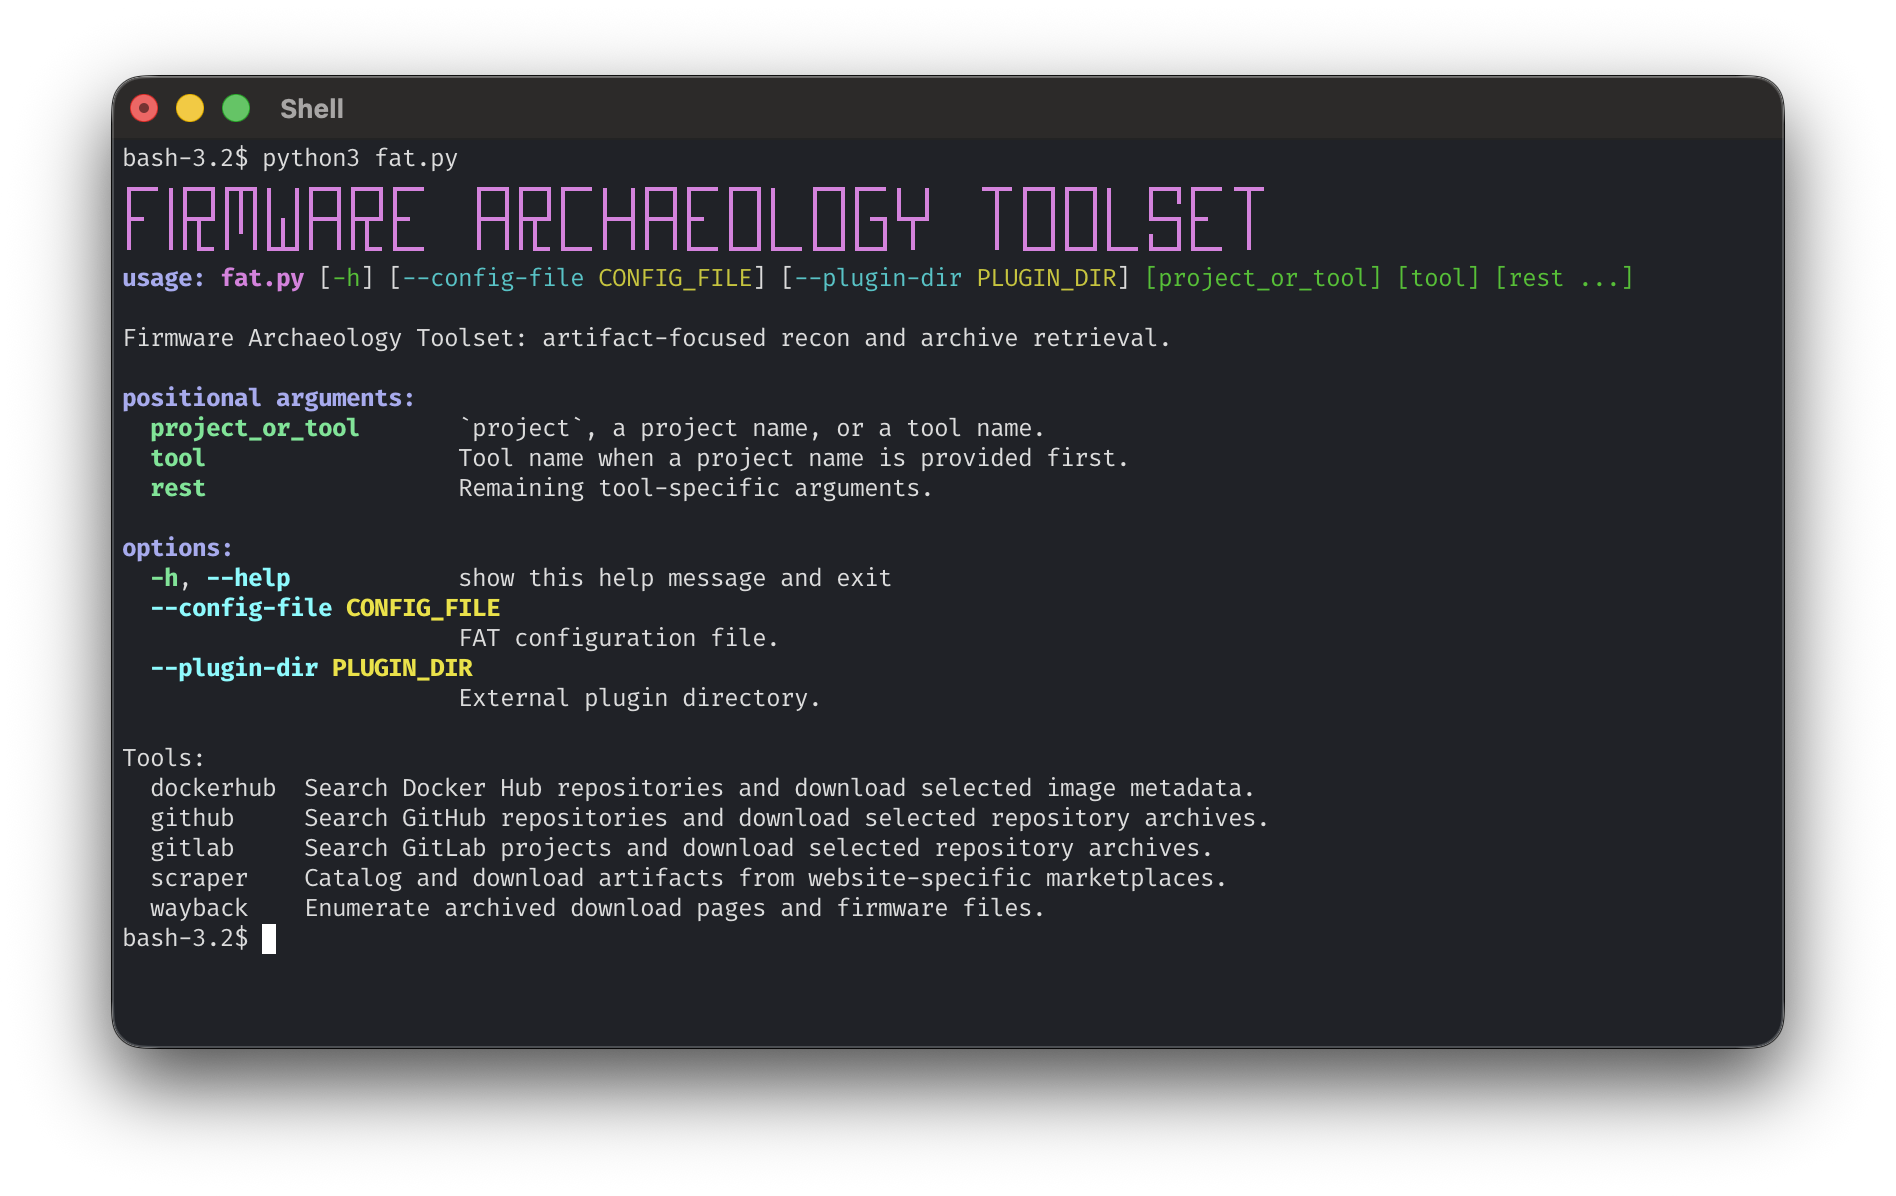 Shell
bash-3.2$ python3 fat.py
FIRMWARE ARCHAEOLOGY TOOLSET
usage: fat.py [-h] [--config-file CONFIG_FILE] [--plugin-dir PLUGIN_DIR] [project_or_tool] [tool] [rest ...]
Firmware Archaeology Toolset: artifact-focused recon and archive retrieval.
positional arguments:
project_or_tool `project`, a project name, or a tool name.
tool Tool name when a project name is provided first.
rest Remaining tool-specific arguments.
options:
-h, --help show this help message and exit
--config-file CONFIG_FILE
FAT configuration file.
--plugin-dir PLUGIN_DIR
External plugin directory.
Tools:
dockerhub Search Docker Hub repositories and download selected image metadata.
github Search GitHub repositories and download selected repository archives.
gitlab Search GitLab projects and download selected repository archives.
scraper Catalog and download artifacts from website-specific marketplaces.
wayback Enumerate archived download pages and firmware files.
bash-3.2$